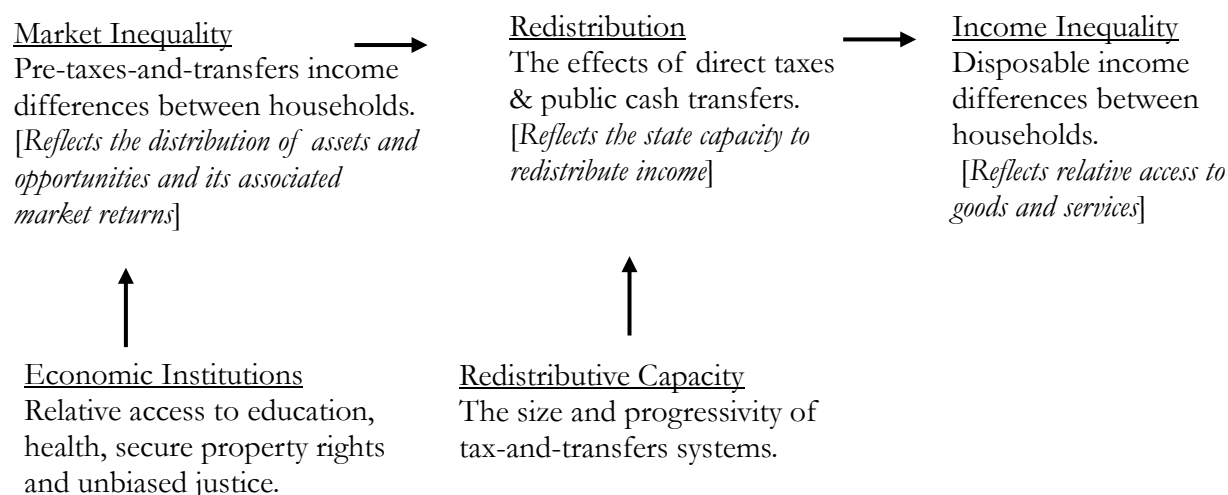 Market Inequality
Pre-taxes-and-transfers income
differences between households.
[Reflects the distribution of assets and
opportunities and its associated
market returns]
Redistribution
The effects of direct taxes
& public cash transfers.
[Reflects the state capacity to
redistribute income]
Income Inequality
Disposable income
differences between
households.
[Reflects relative access to
goods and services]
Economic Institutions
Relative access to education,
health, secure property rights
and unbiased justice.
Redistributive Capacity
The size and progressivity of
tax-and-transfers systems.